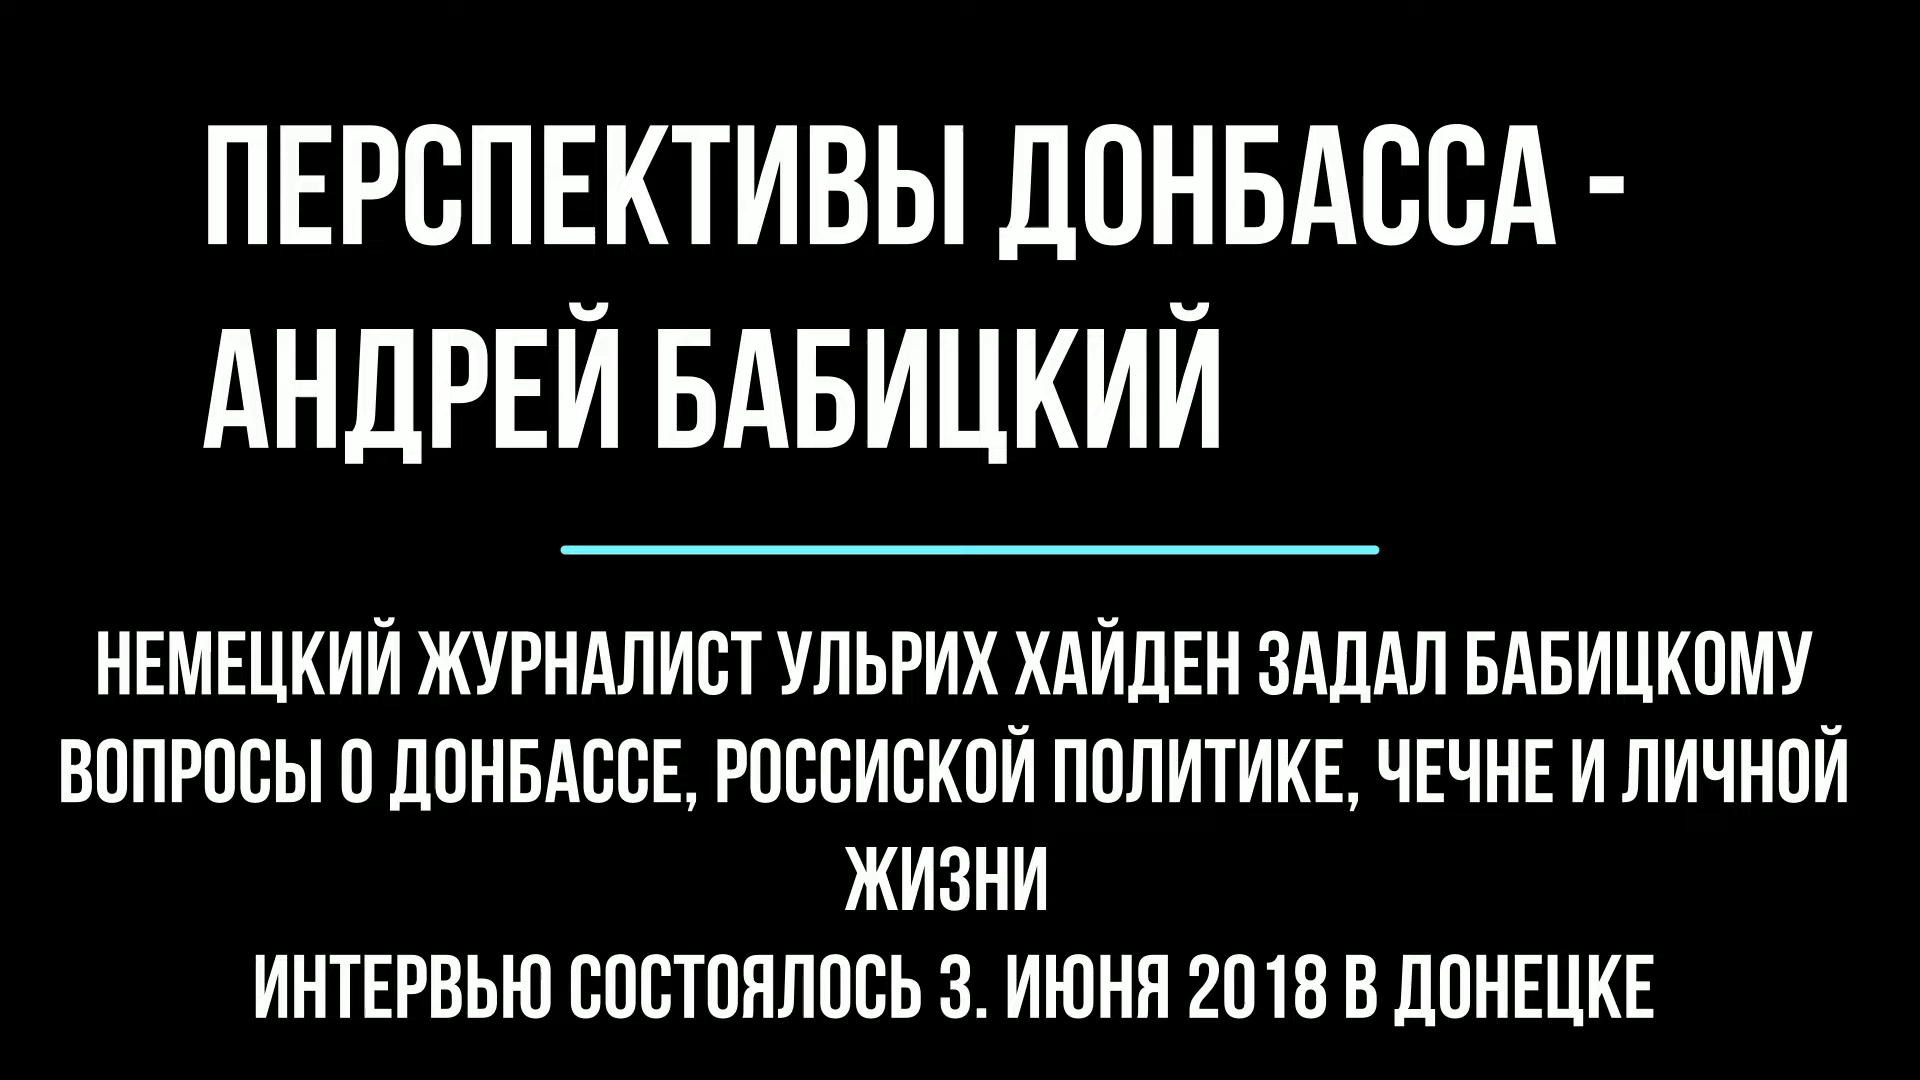 ПЕРСПЕКТИВЫ ДОНБАССА -
АНДРЕЙ БАБИЦКИЙ
НЕМЕЦКИЙ ЖУРНАЛИСТ УЛЬРИХ ХАЙДЕН ЗАДАЛ БАБИЦКОМУ
ВОПРОСЫ О ДОНБАССЕ, РОССИСКОЙ ПОЛИТИКЕ, ЧЕЧНЕ И ЛИЧНОЙ
ЖИЗНИ
ИНТЕРВЬЮ СОСТОЯЛОСЬ 3. ИЮНЯ 2018 В ДОНЕЦКЕ